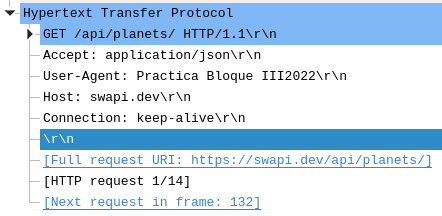 Hypertext Transfer Protocol
GET /api/planets/ HTTP/1.1\r\n
Accept: application/json\r\n
User-Agent: Practica Bloque III2022\r\n
Host: swapi.dev\r\n
Connection: keep-alive\r\n
\r\n
[Full request URI: https://swapi.dev/api/planets/]
[HTTP request 1/14]
[Next request in frame: 132]